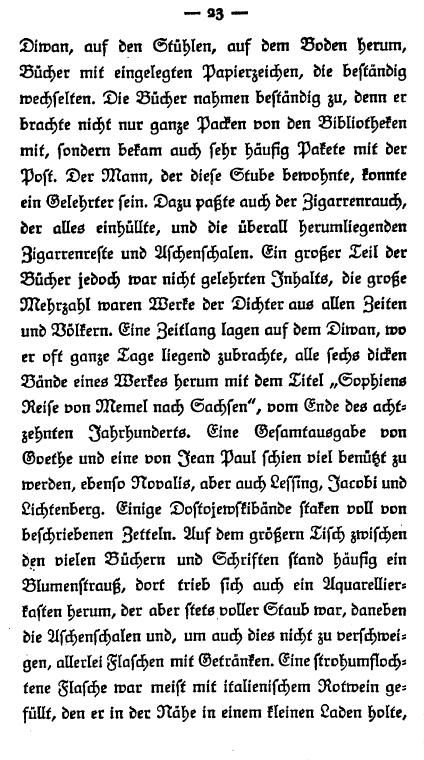 — 23 —
Diwan, auf den Stühlen, auf dem Boden herum,
Bücher mit eingelegten Papierzeichen, die beständig
wechselten. Die Bücher nahmen beständig zu, denn er
brachte nicht nur ganze Packen von den Bibliotheken
mit, sondern bekam auch sehr häufig Pakete mit der
Post. Der Mann, der diese Stube bewohnte, konnte
ein Gelehrter sein. Dazu paßte auch der Zigarrenrauch,
der alles einhüllte, und die überall herumliegenden
Zigarrenreste und Aschenschalen. Ein großer Teil der
Bücher jedoch war nicht gelehrten Inhalts, die große
Mehrzahl waren Werke der Dichter aus allen Zeiten
und Völkern. Eine Zeitlang lagen auf dem Diwan, wo
er oft ganze Tage liegend zubrachte, alle sechs dicken
Bände eines Werkes herum mit dem Titel „Sophiens
Reise von Memel nach Sachsen“, vom Ende des acht-
zehnten Jahrhunderts. Eine Gesamtausgabe von
Goethe und eine von Jean Paul schien viel benützt zu
werden, ebenso Novalis, aber auch Lessing, Jacobi und
Lichtenberg. Einige Dostojewskibände staken voll von
beschriebenen Zetteln. Auf dem größern Tisch zwischen
den vielen Büchern und Schriften stand häufig ein
Blumenstrauß, dort trieb sich auch ein Aquarellier-
kasten herum, der aber stets voller Staub war, daneben
die Aschenschalen und, um auch dies nicht zu verschwei-
gen, allerlei Flaschen mit Getränken. Eine strohumfloch-
tene Flasche war meist mit italienischem Rotwein ge-
füllt, den er in der Nähe in einem kleinen Laden holte,